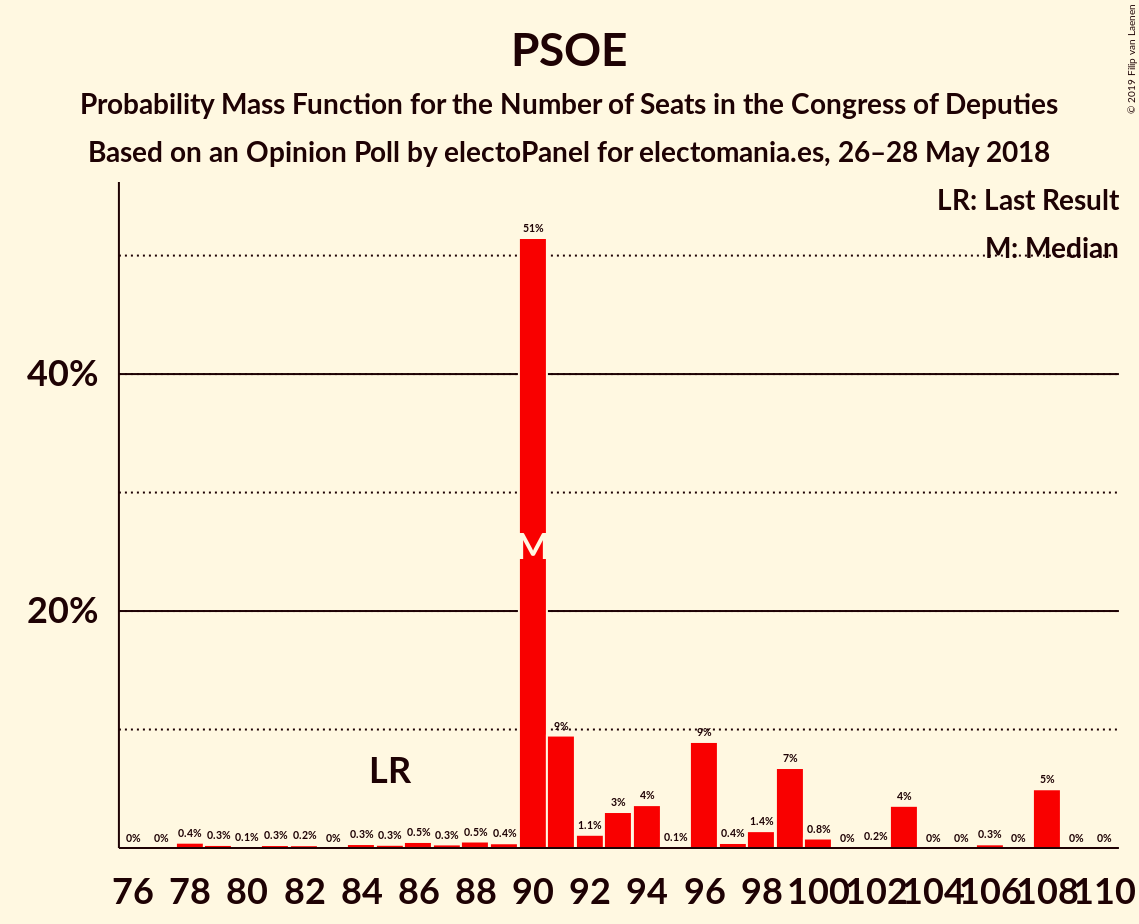 PSOE
Probability Mass Function for the Number of Seats in the Congress of Deputies
Based on an Opinion Poll by electoPanel for electomania.es, 26–28 May 2018
© 2019 Filip van Laenen
LR: Last Result
M: Median
40%
20%
LR
M
0% 0% 0.4% 0.3% 0.1% 0.3% 0.2% 0% 0.3% 0.3% 0.5% 0.3% 0.5% 0.4% 51% 9% 1.1% 3% 4% 0.1% 9% 0.4% 1.4% 7% 0.8% 0% 0.2% 4% 0% 0% 0.3% 0% 5% 0% 0%
76 78 80 82 84 86 88 90 92 94 96 98 100 102 104 106 108 110